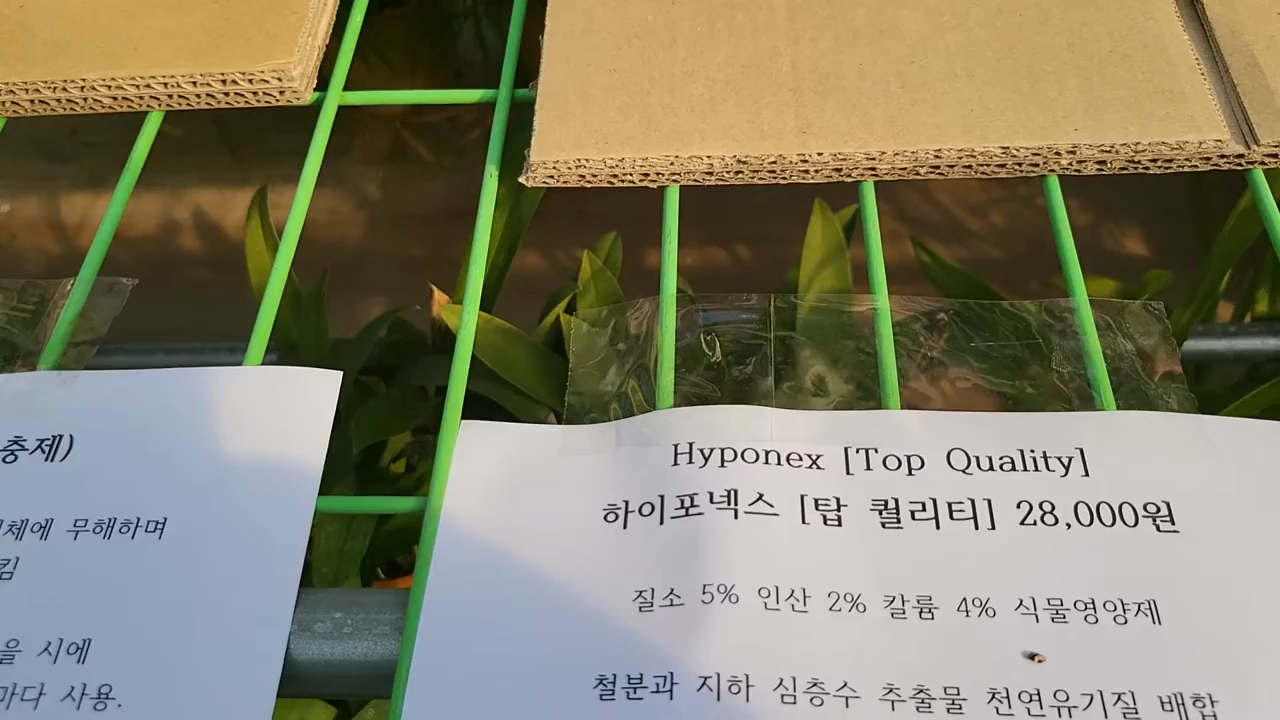 충제)
체에 무해하며
킴
을 시에
마다 사용.
Hyponex [Top Quality]
하이포넥스 [탑 퀄리티] 28,000원
질소 5% 인산 2% 칼륨 4% 식물영양제
철분과 지하 심층수 추출물 천연유기질 배합